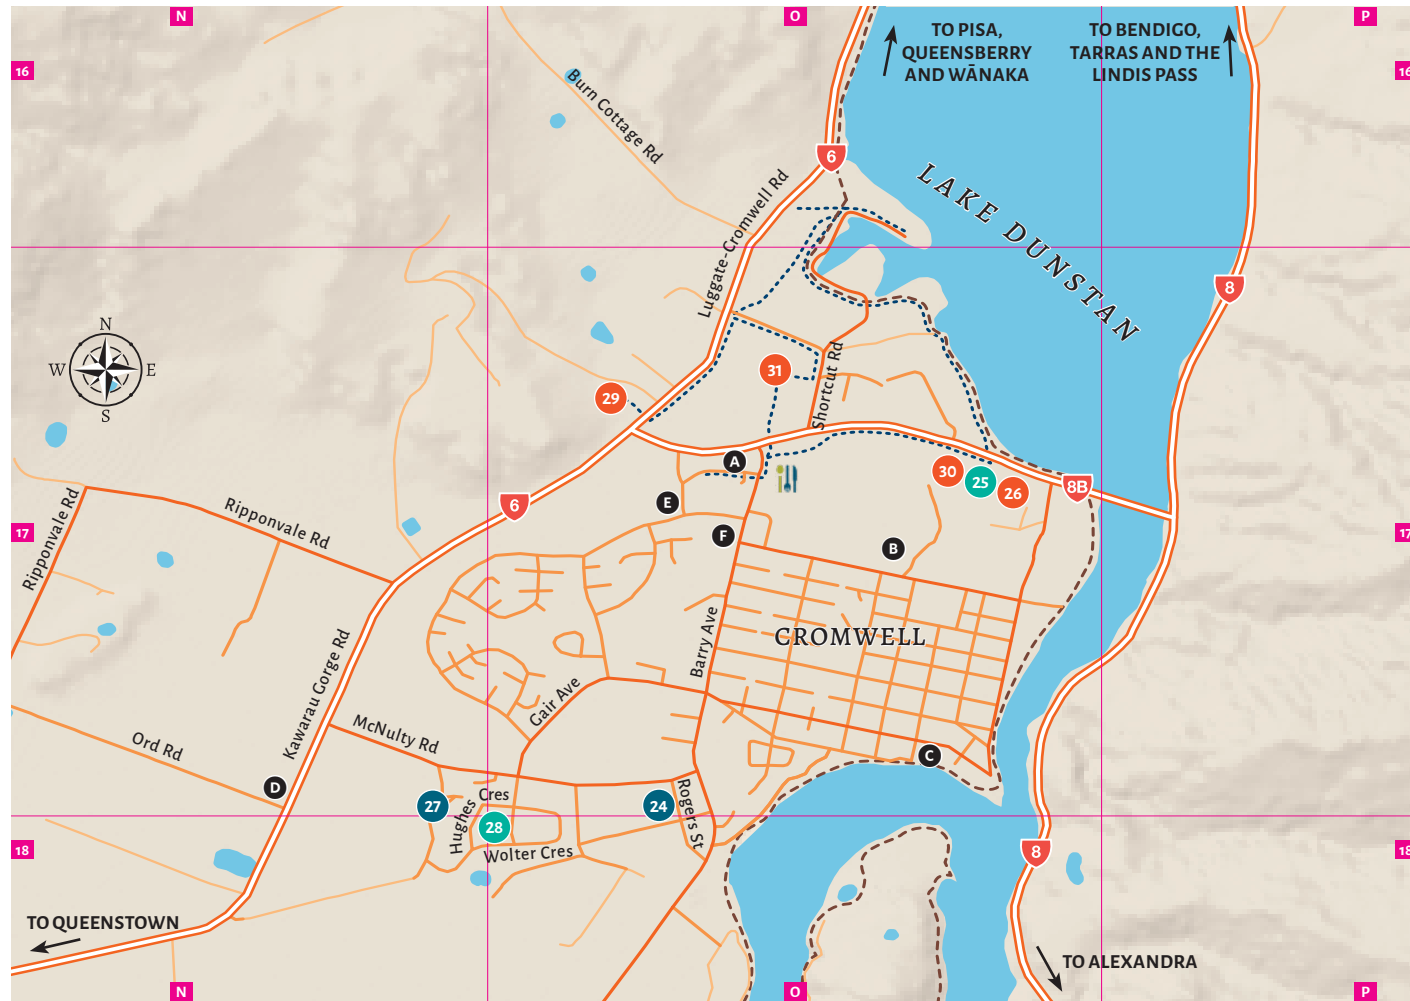 N
O
P
16
16
TO PISA,
QUEENSBERRY
AND WĀNAKA
TO BENDIGO,
TARRAS AND THE
LINDIS PASS
Burn Cottage Rd
6
LAKE DUNSTAN
Luggate-Cromwell Rd
8
N
W
E
S
31
Shortcut Rd
29
A
30
25
26
8B
E
6
F
B
17
17
Ripponvale Rd
Ripponvale Rd
Barry Ave
CROMWELL
Kawarau Gorge Rd
Gair Ave
McNulty Rd
Ord Rd
C
D
27
Hughes Cres
28
24
Rogers St
Wolter Cres
18
18
8
TO QUEENSTOWN
TO ALEXANDRA
N
O
P